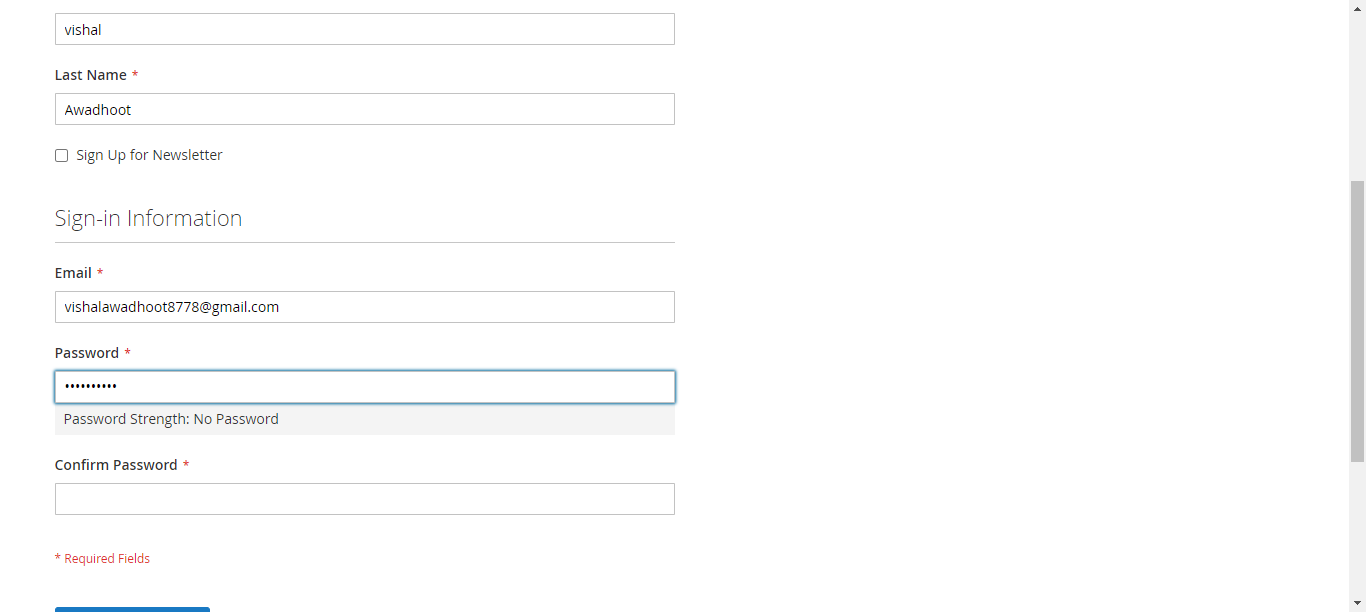 vishal
Last Name *
Awadhoot
Sign Up for Newsletter
Sign-in Information
Email *
vishalawadhoot8778@gmail.com
Password *
••••••••••
Password Strength: No Password
Confirm Password *
* Required Fields